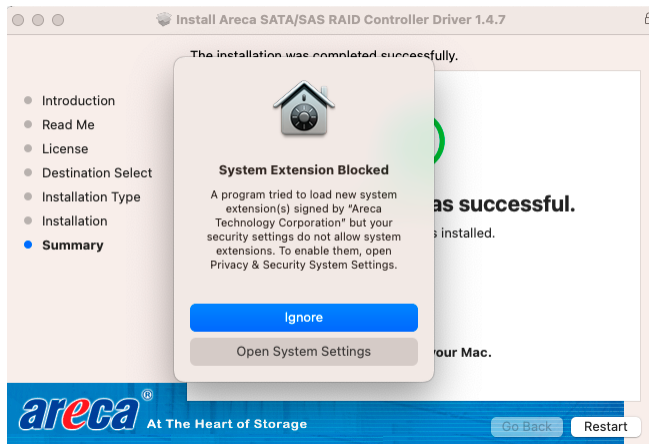 Install Areca SATA/SAS RAID Controller Driver 1.4.7
The installation was completed successfully.
Introduction
Read Me
License
Destination Select
Installation Type
Installation
Summary
System Extension Blocked
A program tried to load new system
extension(s) signed by “Areca
Technology Corporation” but your
security settings do not allow system
extensions. To enable them, open
Privacy & Security System Settings.
Ignore
Open System Settings
as successful.
s installed.
your Mac.
areca®
At The Heart of Storage
Go Back
Restart